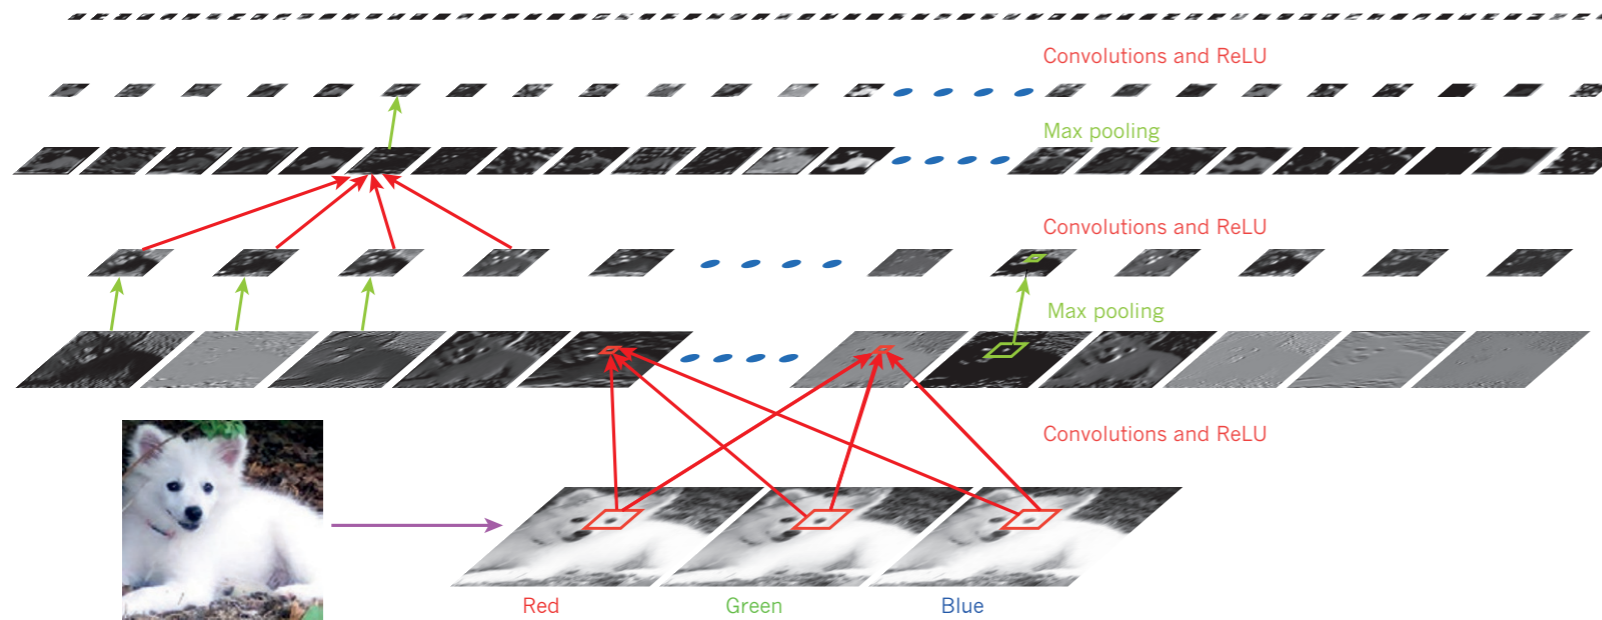 Convolutions and ReLU
Max pooling
Convolutions and ReLU
Max pooling
Convolutions and ReLU
Red Green Blue